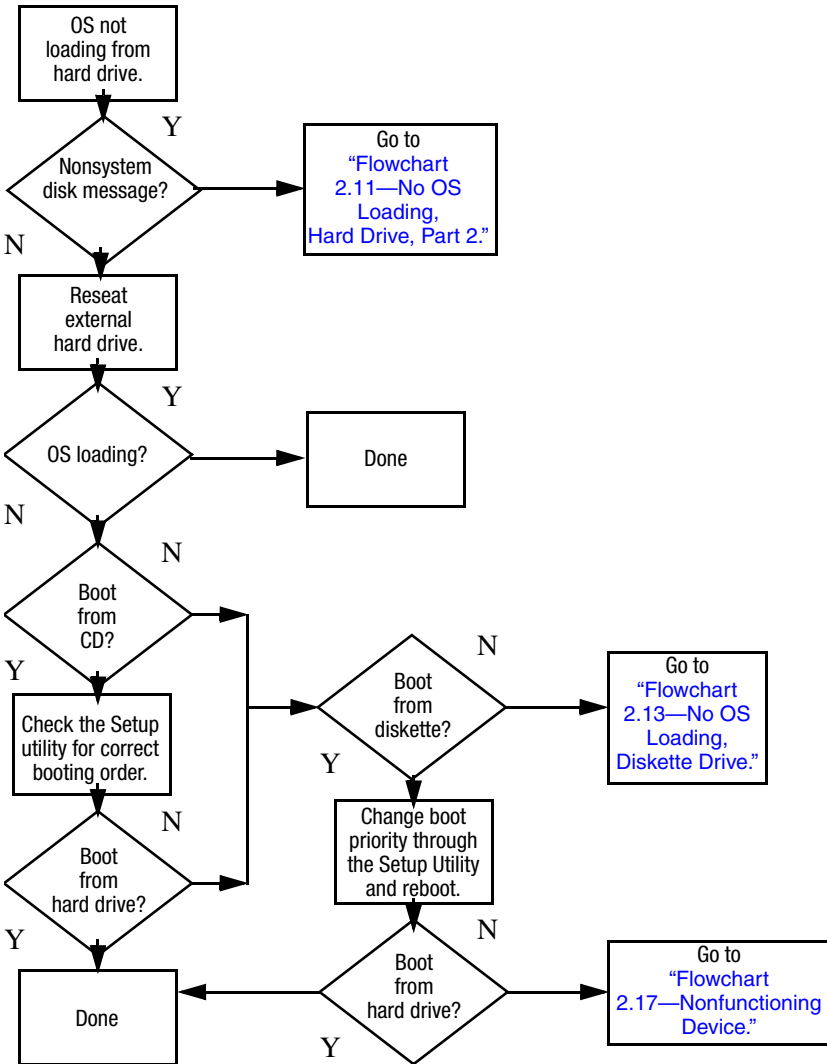 OS not
loading from
hard drive.
Y
Nonsystem
disk message?
Go to
“Flowchart
2.11—No OS
Loading,
Hard Drive, Part 2.”
N
Reseat
external
hard drive.
Y
OS loading?
Done
N
N
Boot
from
CD?
Y
N
Boot
from
diskette?
Go to
“Flowchart
2.13—No OS
Loading,
Diskette Drive.”
Check the Setup
utility for correct
booting order.
Y
N
Change boot
priority through
the Setup Utility
and reboot.
Boot
from
hard drive?
Y
N
Boot
from
hard drive?
Go to
“Flowchart
2.17—Nonfunctioning
Device.”
Done
Y